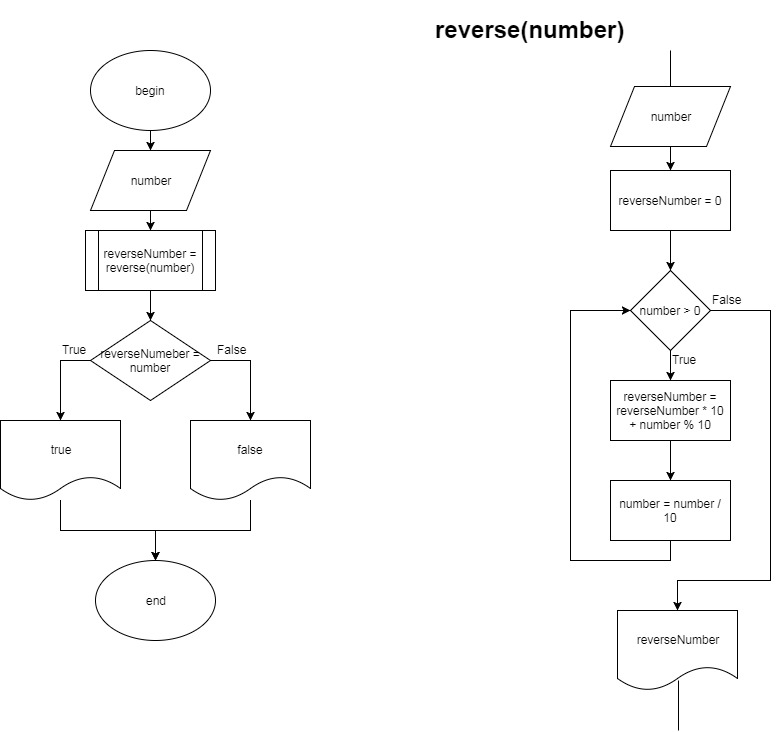 reverse(number)
begin
number
reverseNumber =
reverse(number)
reverseNumeber =
number
True
False
true
false
end
number
reverseNumber = 0
number > 0
False
True
reverseNumber =
reverseNumber * 10
+ number % 10
number = number /
10
reverseNumber